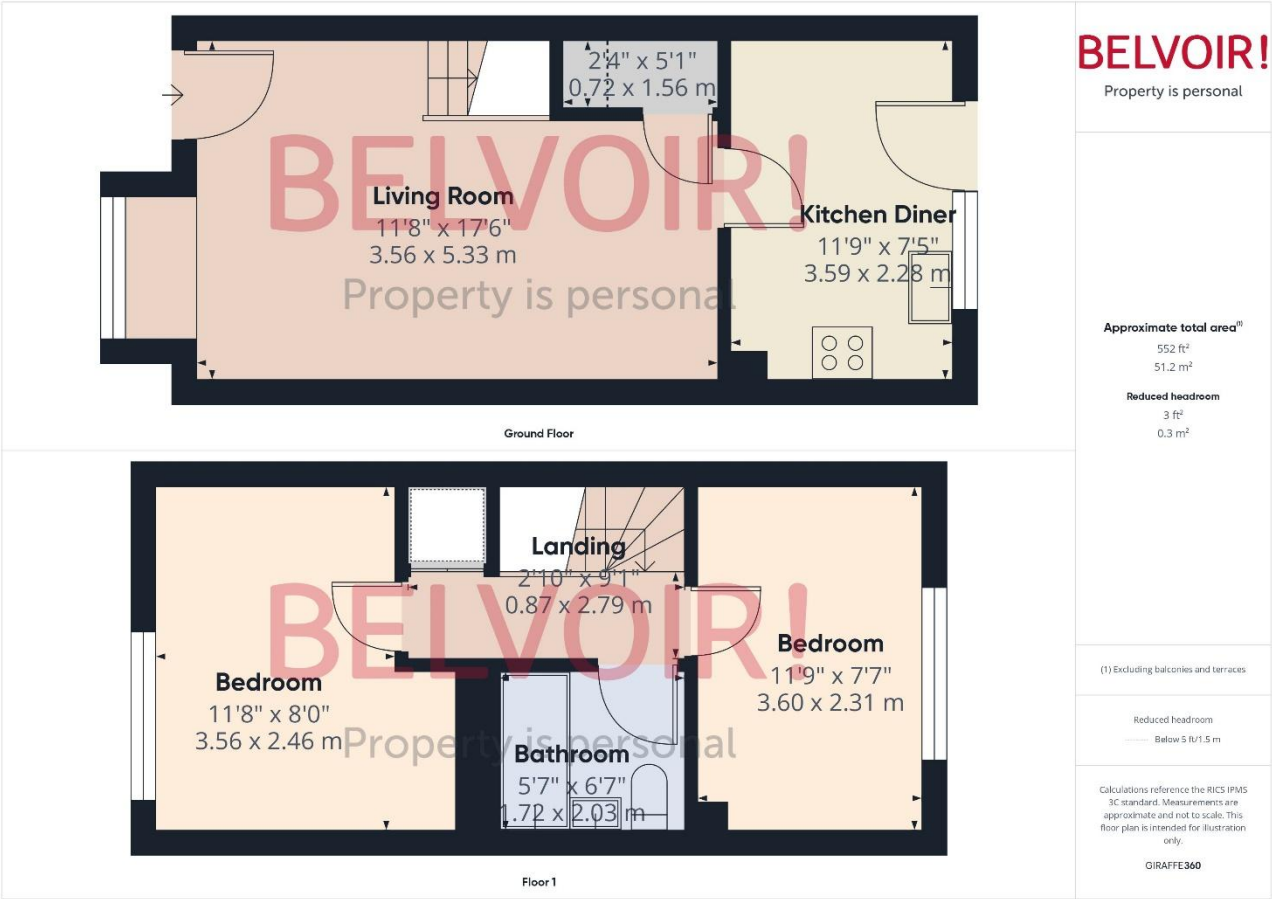 2'4" x 5'1"
0.72 x 1.56 m
BELVOIR!
Living Room
11'8" x 17'6"
3.56 x 5.33 m
Kitchen Diner
11'9" x 7'5"
3.59 x 2.28 m
Property is personal
Ground Floor
Landing
2'10" x 9'1"
0.87 x 2.79 m
BELVOIR!
Bedroom
11'8" x 8'0"
3.56 x 2.46 m
Bedroom
11'9" x 7'7"
3.60 x 2.31 m
Property is personal
Bathroom
5'7" x 6'7"
1.72 x 2.03 m
Floor 1
BELVOIR!
Property is personal
Approximate total area(1)
552 ft²
51.2 m²
Reduced headroom
3 ft²
0.3 m²
(1) Excluding balconies and terraces
Reduced headroom
Below 5 ft/1.5 m
Calculations reference the RICS IPMS
3C standard. Measurements are
approximate and not to scale. This
floor plan is intended for illustration
only.
GIRAFFE360